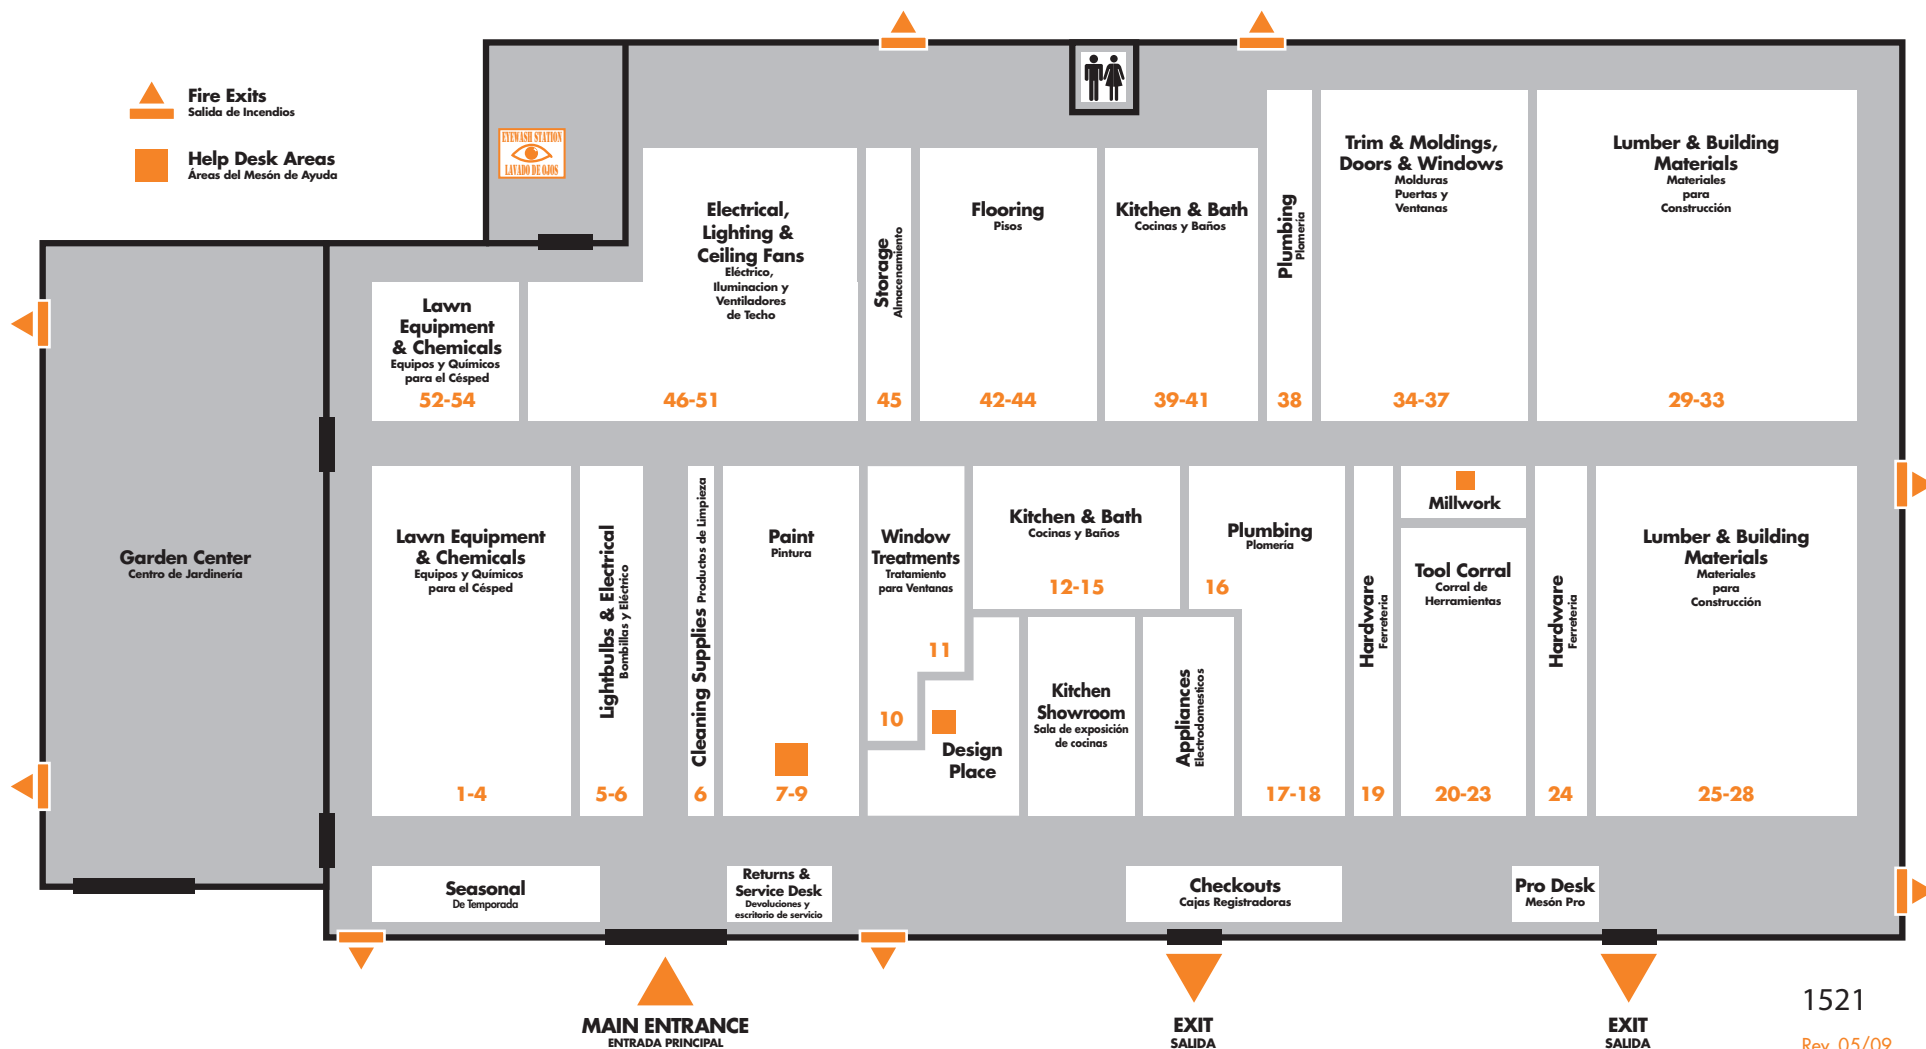 Fire Exits
Salida de Incendios
Help Desk Areas
Áreas del Mesón de Ayuda
EYEWASH STATION
LAVADO DE OJOS
Garden Center
Centro de Jardinería
Lawn
Equipment
& Chemicals
Equipos y Químicos
para el Césped
52-54
Electrical,
Lighting &
Ceiling Fans
Eléctrico,
Iluminacion y
Ventiladores
de Techo
46-51
Storage
Almacenamiento
45
Flooring
Pisos
42-44
Kitchen & Bath
Cocinas y Baños
39-41
Plumbing
Plomería
38
Trim & Moldings,
Doors & Windows
Molduras
Puertas y
Ventanas
34-37
Lumber & Building
Materials
Materiales
para
Construcción
29-33
Lawn Equipment
& Chemicals
Equipos y Químicos
para el Césped
1-4
Lightbulbs & Electrical
Bombillas y Eléctrico
5-6
Cleaning Supplies Productos de Limpieza
6
Paint
Pintura
7-9
Window
Treatments
Tratamiento
para Ventanas
11
10
Design
Place
Kitchen & Bath
Cocinas y Baños
12-15
Kitchen
Showroom
Sala de exposición
de cocinas
Appliances
Electrodomesticos
Plumbing
Plomería
16
17-18
Hardware
Ferreteria
19
Millwork
Tool Corral
Corral de
Herramientas
20-23
Hardware
Ferreteria
24
Lumber & Building
Materials
Materiales
para
Construcción
25-28
Seasonal
De Temporada
Returns &
Service Desk
Devoluciones y
escritorio de servicio
Checkouts
Cajas Registradoras
Pro Desk
Mesón Pro
MAIN ENTRANCE
ENTRADA PRINCIPAL
EXIT
SALIDA
EXIT
SALIDA
1521
Rev. 05/09